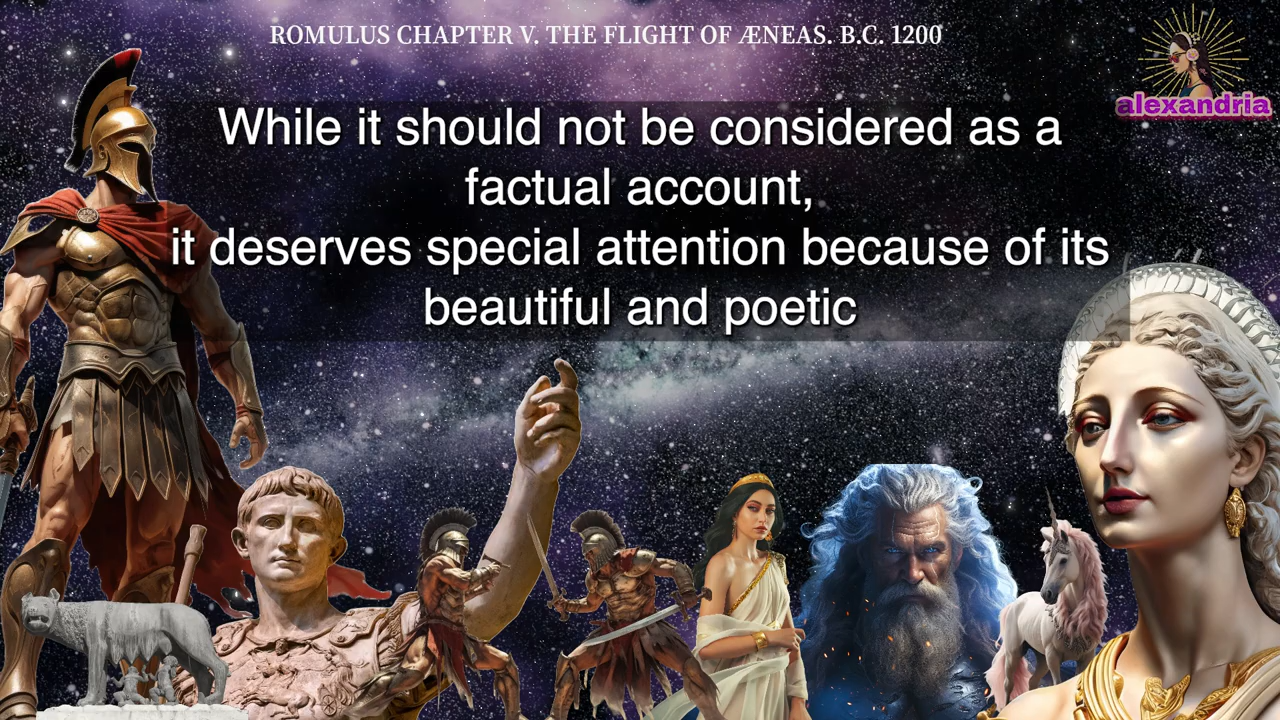 ROMULUS CHAPTER V. THE FLIGHT OF ÆNEAS. B.C. 1200
alexandria
While it should not be considered as a
factual account,
it deserves special attention because of its
beautiful and poetic